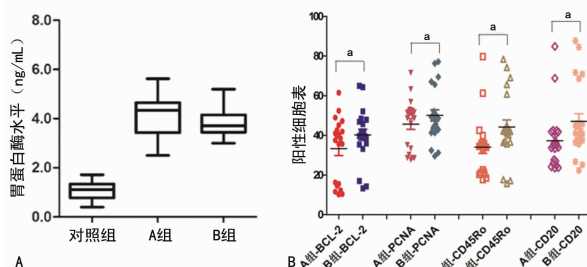 胃蛋白酶水平（ng/mL）
8.0
6.0
4.0
2.0
0.0
对照组 A组 B组
A
阳性细胞表
100
80
60
40
20
0
a a a a
A组-BCL-2
B组-BCL-2
A组-PCNA
B组-PCNA
组-CD45Ro
组-CD45Ro
A组-CD20
B组-CD20
B